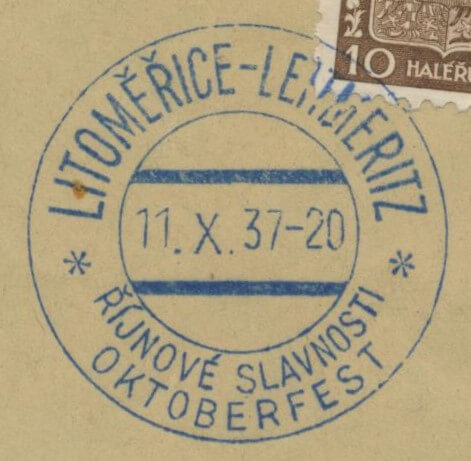 10 HALÉŘ
LITOMĚŘICE-LEITMERITZ
11.X.37-20
* ŘÍJNOVÉ SLAVNOSTI *
OKTOBERFEST